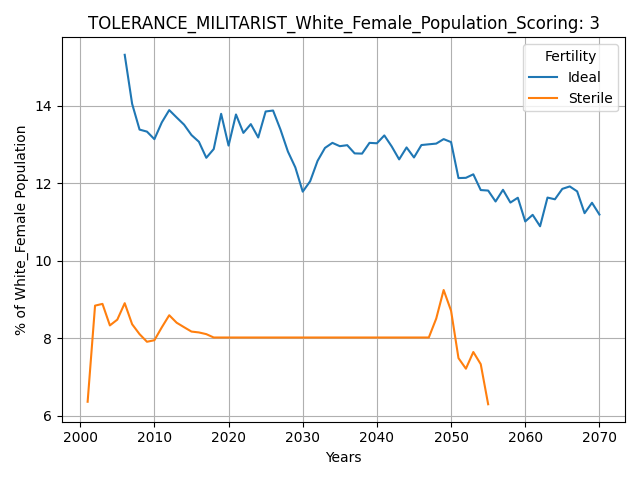 TOLERANCE_MILITARIST_White_Female_Population_Scoring: 3
Fertility
Ideal
Sterile
% of White_Female Population
14
12
10
8
6
2000 2010 2020 2030 2040 2050 2060 2070
Years